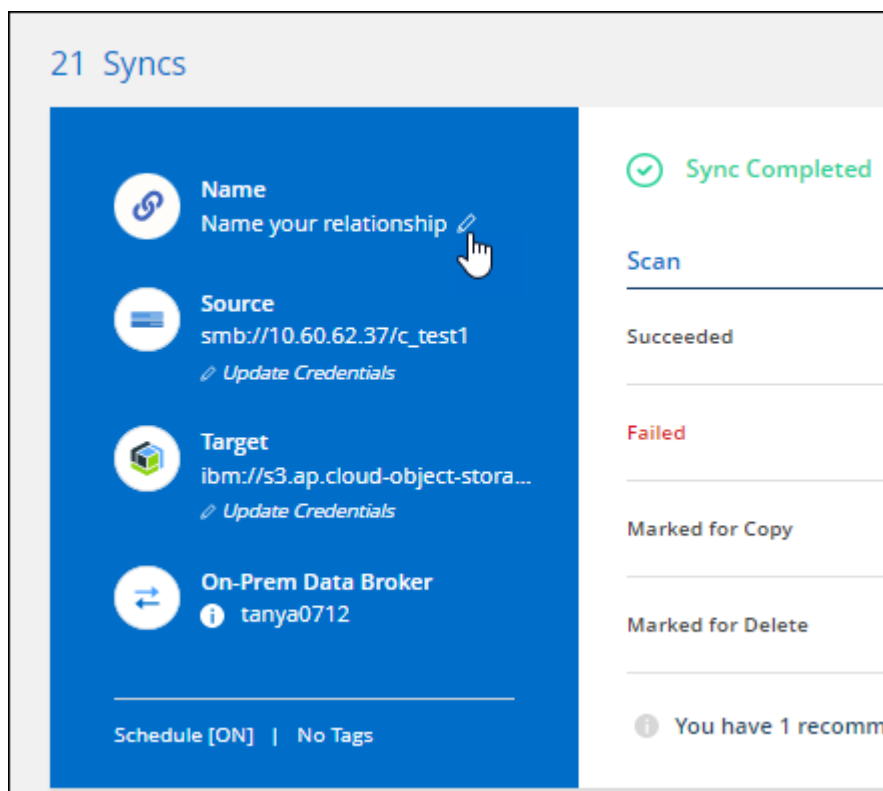 21 Syncs
Name
Name your relationship
Source
smb://10.60.62.37/c_test1
Update Credentials
Target
ibm://s3.ap.cloud-object-stora...
Update Credentials
On-Prem Data Broker
tanya0712
Schedule [ON] | No Tags
Sync Completed
Scan
Succeeded
Failed
Marked for Copy
Marked for Delete
You have 1 recomm